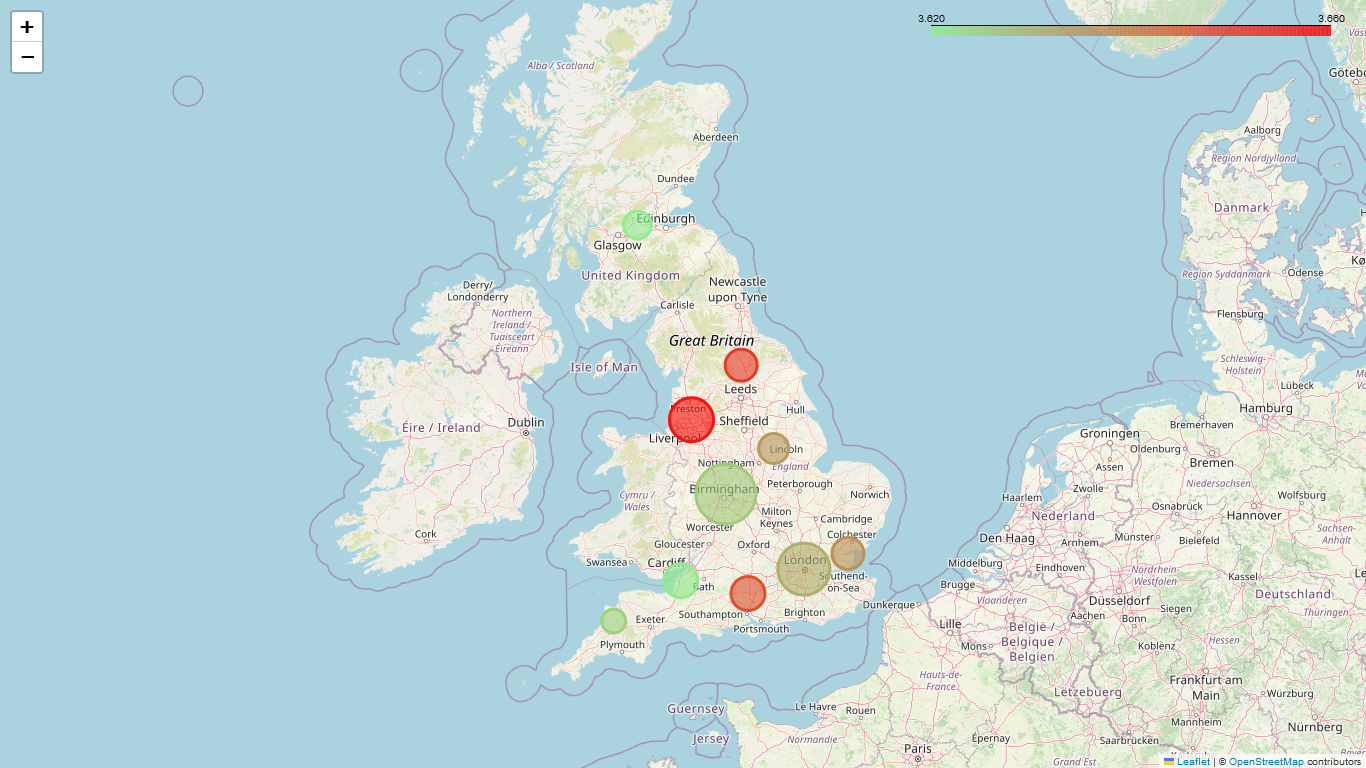 +
−
3.620
3.660
Göteb
Alba / Scotland
Aalborg
Aberdeen
Region Nordjylland
Dundee
Danmark
Edinburgh
Glasgow
Region Syddanmark
Odense
United Kingdom
Newcastle
upon Tyne
Derry/
Londonderry
Carlisle
Flensburg
Northern
Ireland /
Tuaisceart
Éireann
Great Britain
Isle of Man
Schleswig-
Holstein
Lübeck
Leeds
Preston
Hull
Hamburg
Dublin
Éire / Ireland
Sheffield
Bremerhaven
Groningen
Liverpool
Lincoln
Oldenburg
Bremen
Nottingham
England
Assen
Peterborough
Niedersachsen
Birmingham
Norwich
Zwolle
Wolfsburg
Cymru /
Wales
Haarlem
Osnabrück
Milton
Keynes
Cambridge
Nederland
Hannover
Worcester
Cork
Colchester
Den Haag
Arnhem
Münster
Bielefeld
Sachsen-
Anhalt
Gloucester
Oxford
Swansea
Cardiff
London
Middelburg
Eindhoven
Nordrhein-
Westfalen
Kassel
Bath
Southend-
on-Sea
Brugge
Deutschland
Vlaanderen
Düsseldorf
Siegen
Thüringen
Dunkerque
Southampton
Brighton
Aachen
Bonn
Exeter
Portsmouth
Lille
België /
Belgique /
Belgien
Hessen
Plymouth
Mons
Koblenz
Hauts-de-
France
Frankfurt am
Main
Lëtzebuerg
Würzburg
Guernsey
Le Havre
Rouen
Mannheim
Nürnberg
Jersey
Normandie
Épernay
Saarbrücken
Paris
Grand Est
Leaflet | © OpenStreetMap contributors